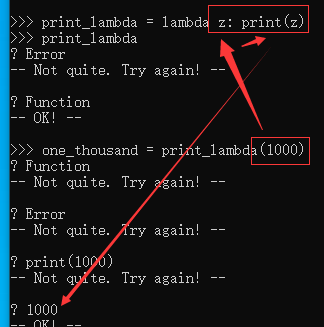 >>> print_lambda = lambda z: print(z)
>>> print_lambda
? Error
-- Not quite. Try again! --
? Function
-- OK! --
>>> one_thousand = print_lambda(1000)
? Function
-- Not quite. Try again! --
? Error
-- Not quite. Try again! --
? print(1000)
-- Not quite. Try again! --
? 1000
-- OK! --